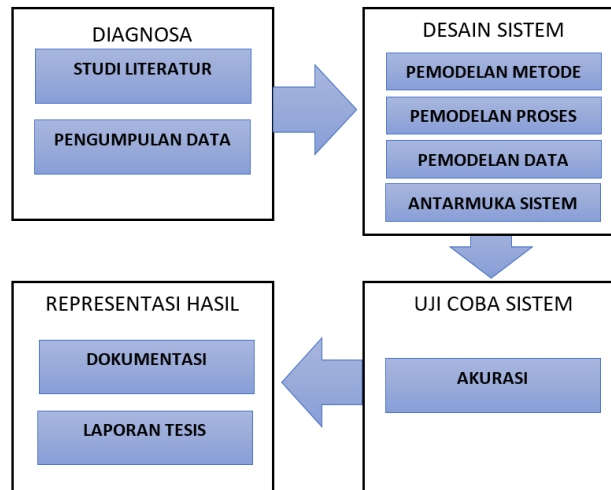 DIAGNOSA
STUDI LITERATUR
PENGUMPULAN DATA
DESAIN SISTEM
PEMODELAN METODE
PEMODELAN PROSES
PEMODELAN DATA
ANTARMUKA SISTEM
UJI COBA SISTEM
AKURASI
REPRESENTASI HASIL
DOKUMENTASI
LAPORAN TESIS